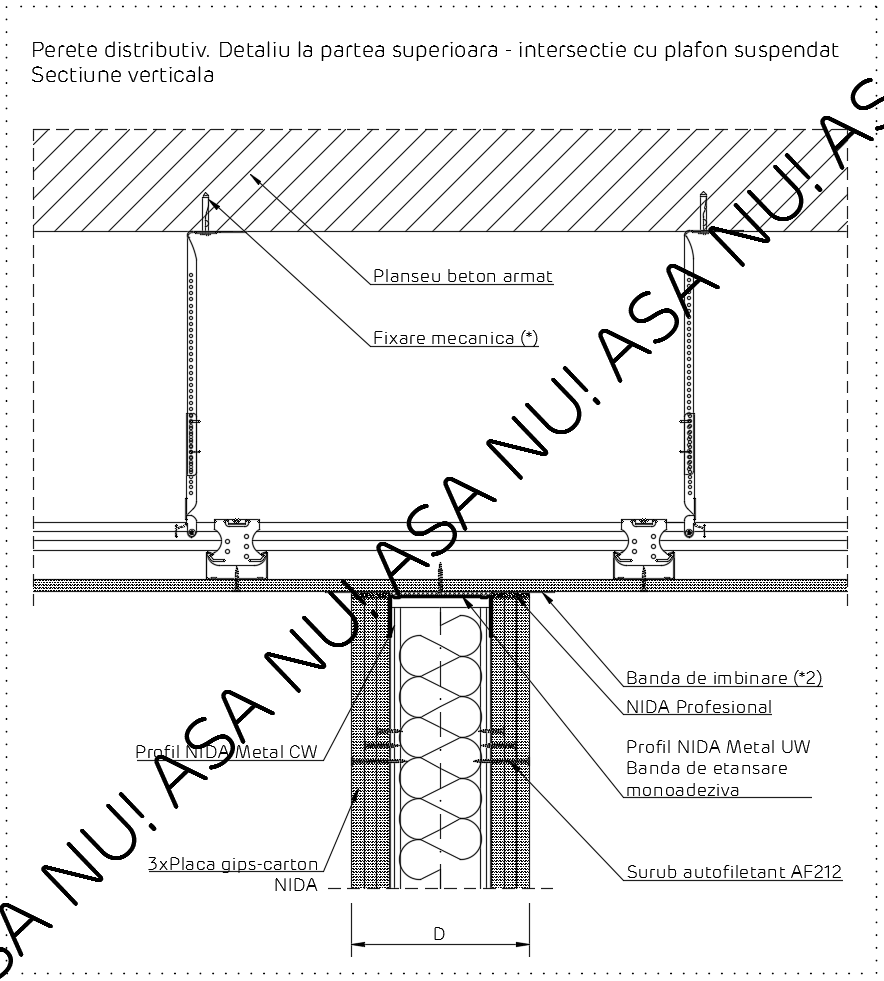 Perete distributiv. Detaliu la partea superioara - intersectie cu plafon suspendat
Sectiune verticala
Planseu beton armat
Fixare mecanica (*)
ASA NU! ASA NU! ASA NU! ASA NU! ASA NU! AS
Banda de imbinare (*2)
NIDA Profesional
Profil NIDA Metal CW
Profil NIDA Metal UW
Banda de etansare
monoadeziva
3xPlaca gips-carton
NIDA
Surub autofiletant AF212
D